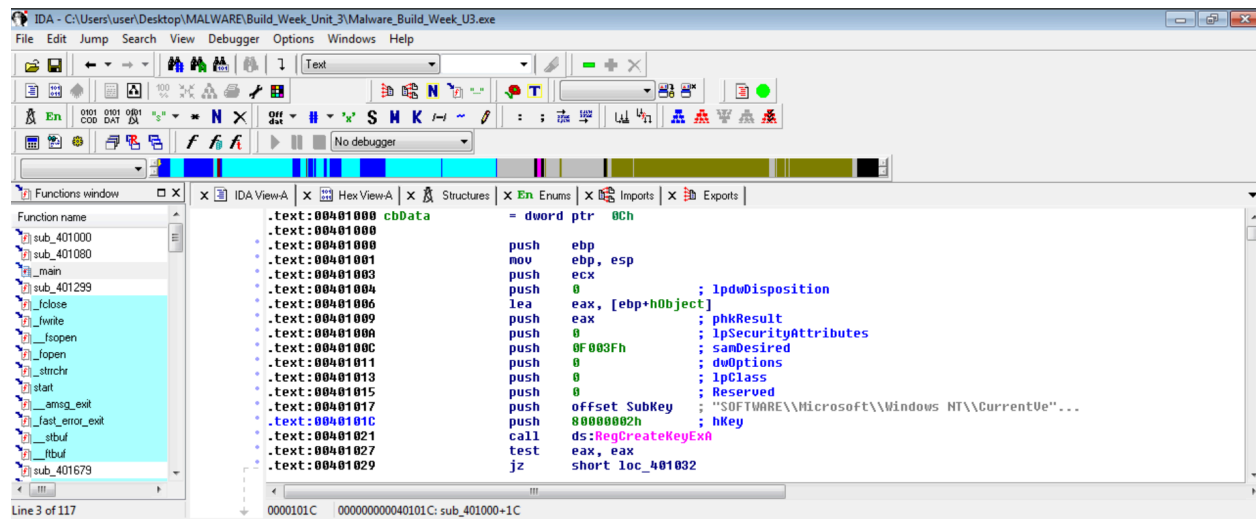 IDA - C:\Users\user\Desktop\MALWARE\Build_Week_Unit_3\Malware_Build_Week_U3.exe
File Edit Jump Search View Debugger Options Windows Help
Text
En
No debugger
Functions window
IDA View-A Hex View-A Structures En Enums Imports Exports
Function name
sub_401000
sub_401080
_main
sub_401299
_fclose
_fwrite
__fsopen
_fopen
_strrchr
start
__amsg_exit
_fast_error_exit
__stbuf
__ftbuf
sub_401679
.text:00401000 cbData = dword ptr 0Ch
.text:00401000
.text:00401000 push ebp
.text:00401001 mov ebp, esp
.text:00401003 push ecx
.text:00401004 push 0 ; lpdwDisposition
.text:00401006 lea eax, [ebp+hObject]
.text:00401009 push eax ; phkResult
.text:0040100A push 0 ; lpSecurityAttributes
.text:0040100C push 0F003Fh ; samDesired
.text:00401011 push 0 ; dwOptions
.text:00401013 push 0 ; lpClass
.text:00401015 push 0 ; Reserved
.text:00401017 push offset SubKey ; "SOFTWARE\\Microsoft\\Windows NT\\CurrentVe"...
.text:0040101C push 80000002h ; hKey
.text:00401021 call ds:RegCreateKeyExA
.text:00401027 test eax, eax
.text:00401029 jz short loc_401032
Line 3 of 117
0000101C 000000000040101C: sub_401000+1C